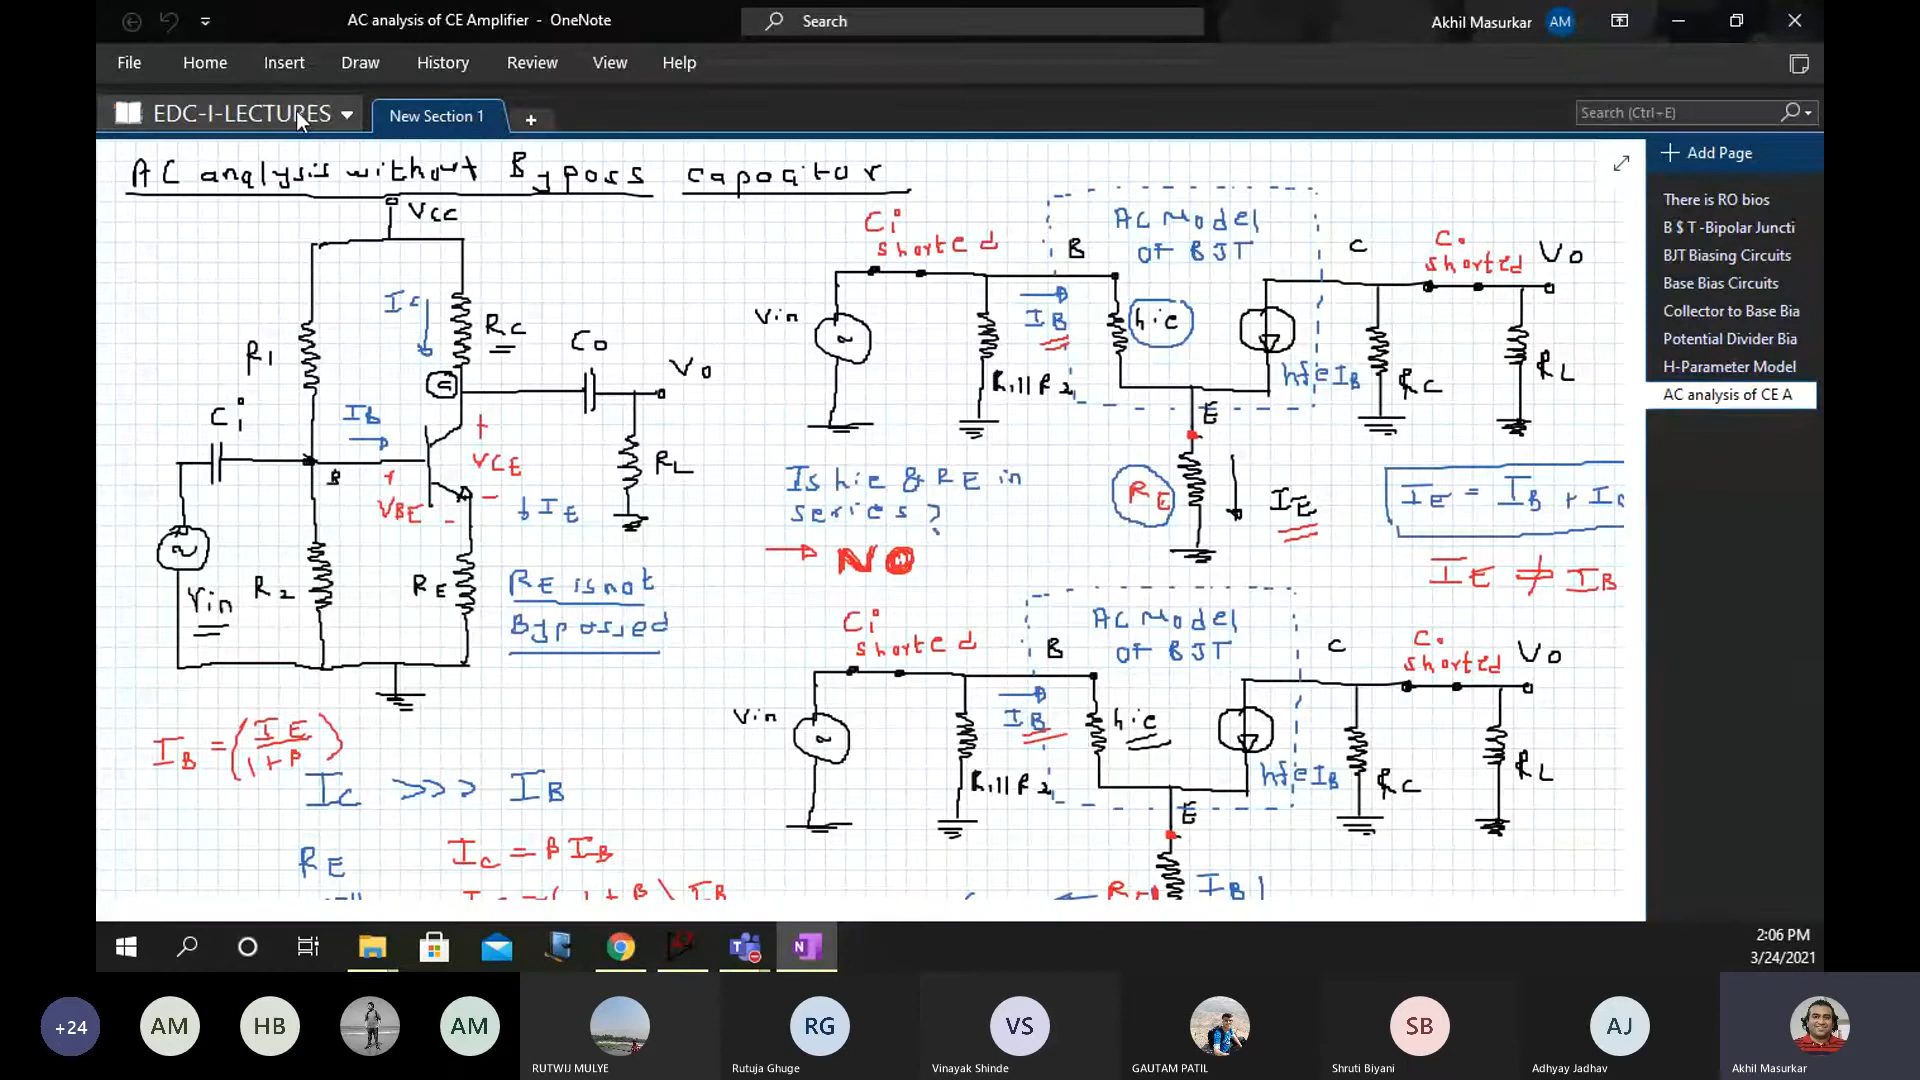 AC analysis of CE Amplifier - OneNote
Search
Akhil Masurkar
AM
File
Home
Insert
Draw
History
Review
View
Help
EDC-I-LECTURES
New Section 1
+
Search (Ctrl+E)
Add Page
There is RO bios
B $ T -Bipolar Juncti
BJT Biasing Circuits
Base Bias Circuits
Collector to Base Bia
Potential Divider Bia
H-Parameter Model
AC analysis of CE A
AC analysis without Bypass capacitor
VCC
IC
RC
R1
Co
Vo
Ci
IB
B
+
VCE
-
+
VBE
-
IE
RL
Vin
R2
RE
RE is not
Bypassed
IB = (IE / 1+β)
IC >>> IB
RE
IC = β IB
Ci
shorted
AC Model
OF BJT
B
C
Co
shorted
Vo
Vin
IB
hie
R1||R2
hfeIB
RC
RL
E
Is hie & RE in
series?
→ NO
RE
IE
IE = IB +
IE ≠ IB
Ci
shorted
AC Model
OF BJT
B
C
Co
shorted
Vo
Vin
IB
hie
R1||R2
hfeIB
RC
RL
E
2:06 PM
3/24/2021
+24
AM
HB
AM
RG
VS
SB
AJ
RUTWIJ MULYE
Rutuja Ghuge
Vinayak Shinde
GAUTAM PATIL
Shruti Biyani
Adhyay Jadhav
Akhil Masurkar